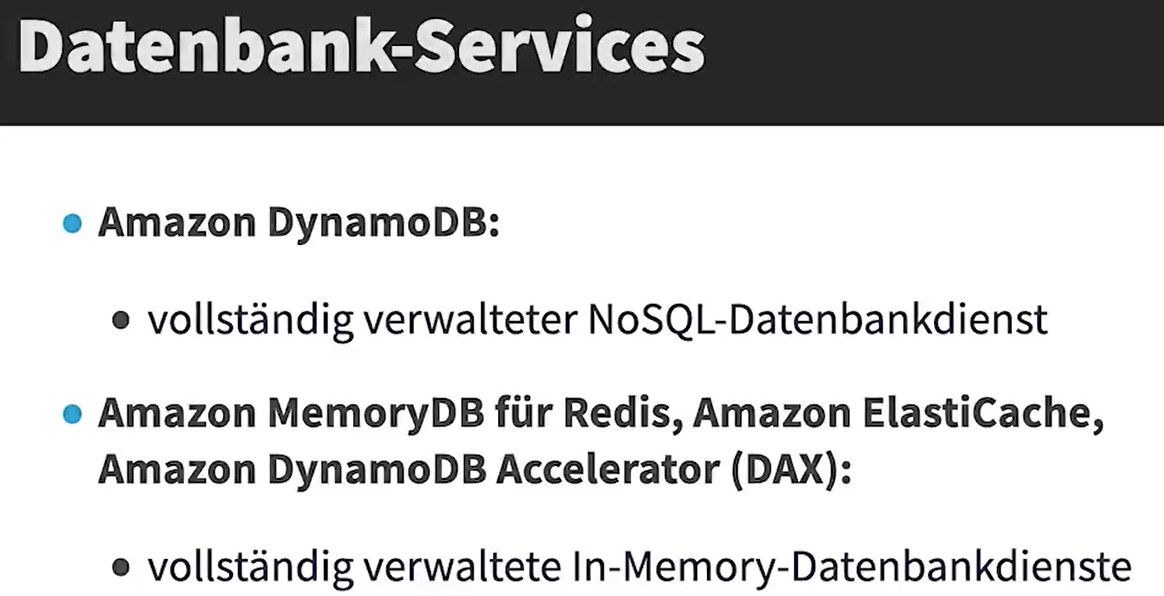 Datenbank-Services
Amazon DynamoDB:
vollständig verwalteter NoSQL-Datenbankdienst
Amazon MemoryDB für Redis, Amazon ElastiCache,
Amazon DynamoDB Accelerator (DAX):
vollständig verwaltete In-Memory-Datenbankdienste